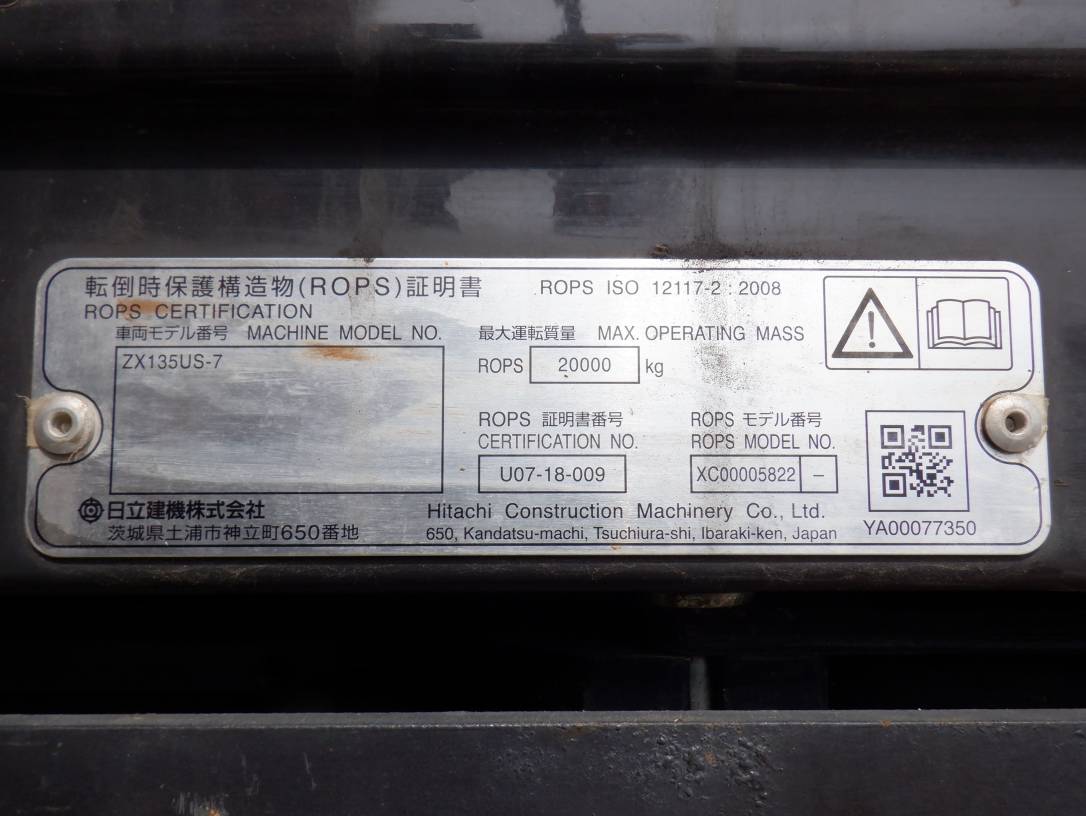 転倒時保護構造物(ROPS)証明書 ROPS ISO 12117-2 : 2008
ROPS CERTIFICATION
車両モデル番号 MACHINE MODEL NO. 最大運転質量 MAX. OPERATING MASS
ZX135US-7 ROPS 20000 kg
ROPS 証明書番号 ROPS モデル番号
CERTIFICATION NO. ROPS MODEL NO.
U07-18-009 XC00005822 -
日立建機株式会社 Hitachi Construction Machinery Co., Ltd.
茨城県土浦市神立町650番地 650, Kandatsu-machi, Tsuchiura-shi, Ibaraki-ken, Japan
YA00077350